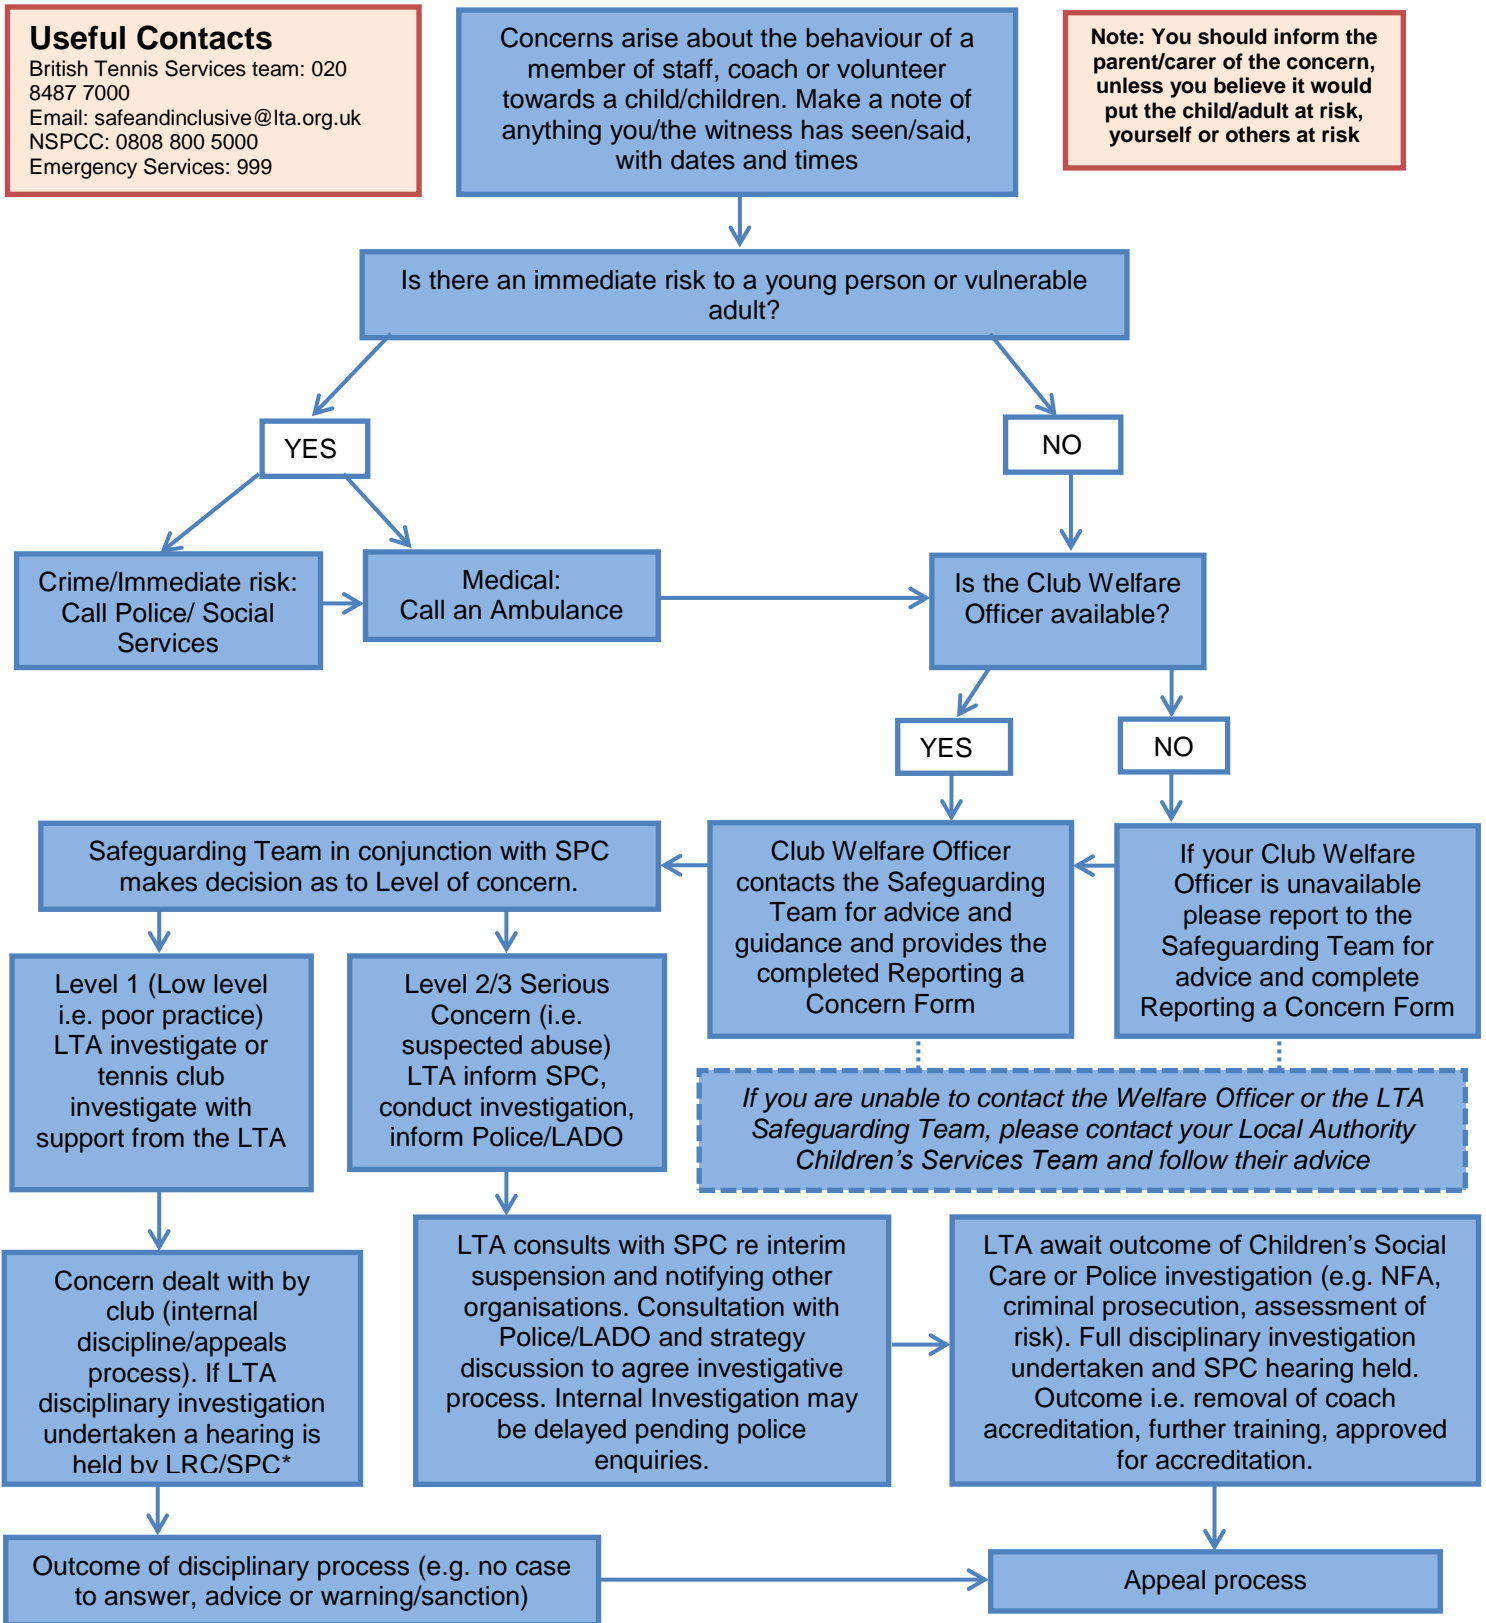 Useful Contacts
British Tennis Services team: 020
8487 7000
Email: safeandinclusive@lta.org.uk
NSPCC: 0808 800 5000
Emergency Services: 999
Concerns arise about the behaviour of a
member of staff, coach or volunteer
towards a child/children. Make a note of
anything you/the witness has seen/said,
with dates and times
Note: You should inform the
parent/carer of the concern,
unless you believe it would
put the child/adult at risk,
yourself or others at risk
Is there an immediate risk to a young person or vulnerable
adult?
YES
NO
Crime/Immediate risk:
Call Police/ Social
Services
Medical:
Call an Ambulance
Is the Club Welfare
Officer available?
YES
NO
Safeguarding Team in conjunction with SPC
makes decision as to Level of concern.
Club Welfare Officer
contacts the Safeguarding
Team for advice and
guidance and provides the
completed Reporting a
Concern Form
If your Club Welfare
Officer is unavailable
please report to the
Safeguarding Team for
advice and complete
Reporting a Concern Form
Level 1 (Low level
i.e. poor practice)
LTA investigate or
tennis club
investigate with
support from the LTA
Level 2/3 Serious
Concern (i.e.
suspected abuse)
LTA inform SPC,
conduct investigation,
inform Police/LADO
If you are unable to contact the Welfare Officer or the LTA
Safeguarding Team, please contact your Local Authority
Children's Services Team and follow their advice
Concern dealt with by
club (internal
discipline/appeals
process). If LTA
disciplinary investigation
undertaken a hearing is
held by LRC/SPC*
LTA consults with SPC re interim
suspension and notifying other
organisations. Consultation with
Police/LADO and strategy
discussion to agree investigative
process. Internal Investigation may
be delayed pending police
enquiries.
LTA await outcome of Children's Social
Care or Police investigation (e.g. NFA,
criminal prosecution, assessment of
risk). Full disciplinary investigation
undertaken and SPC hearing held.
Outcome i.e. removal of coach
accreditation, further training, approved
for accreditation.
Outcome of disciplinary process (e.g. no case
to answer, advice or warning/sanction)
Appeal process